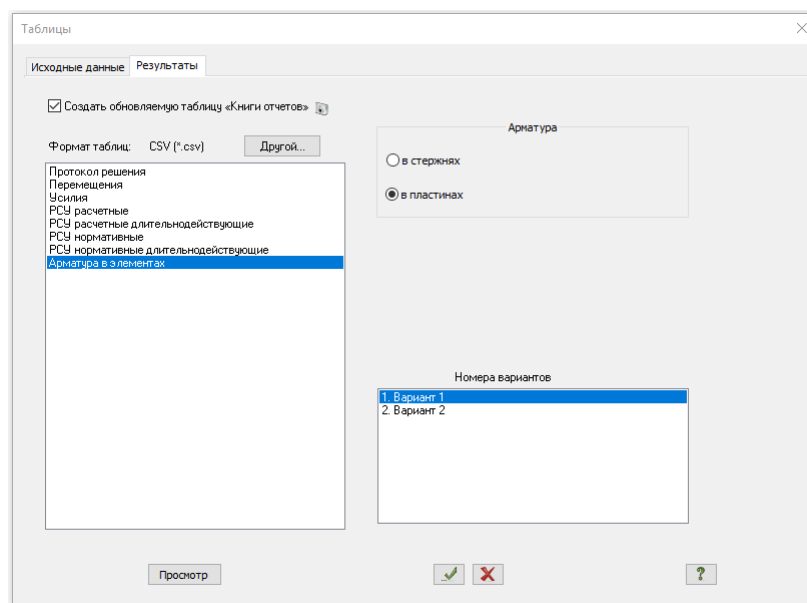 Таблицы
Исходные данные
Результаты
Создать обновляемую таблицу «Книги отчетов»
Формат таблиц: CSV (*.csv) Другой...
Протокол решения
Перемещения
Усилия
РСУ расчетные
РСУ расчетные длительнодействующие
РСУ нормативные
РСУ нормативные длительнодействующие
Арматура в элементах
Арматура
в стержнях
в пластинах
Номера вариантов
1. Вариант 1
2. Вариант 2
Просмотр
?